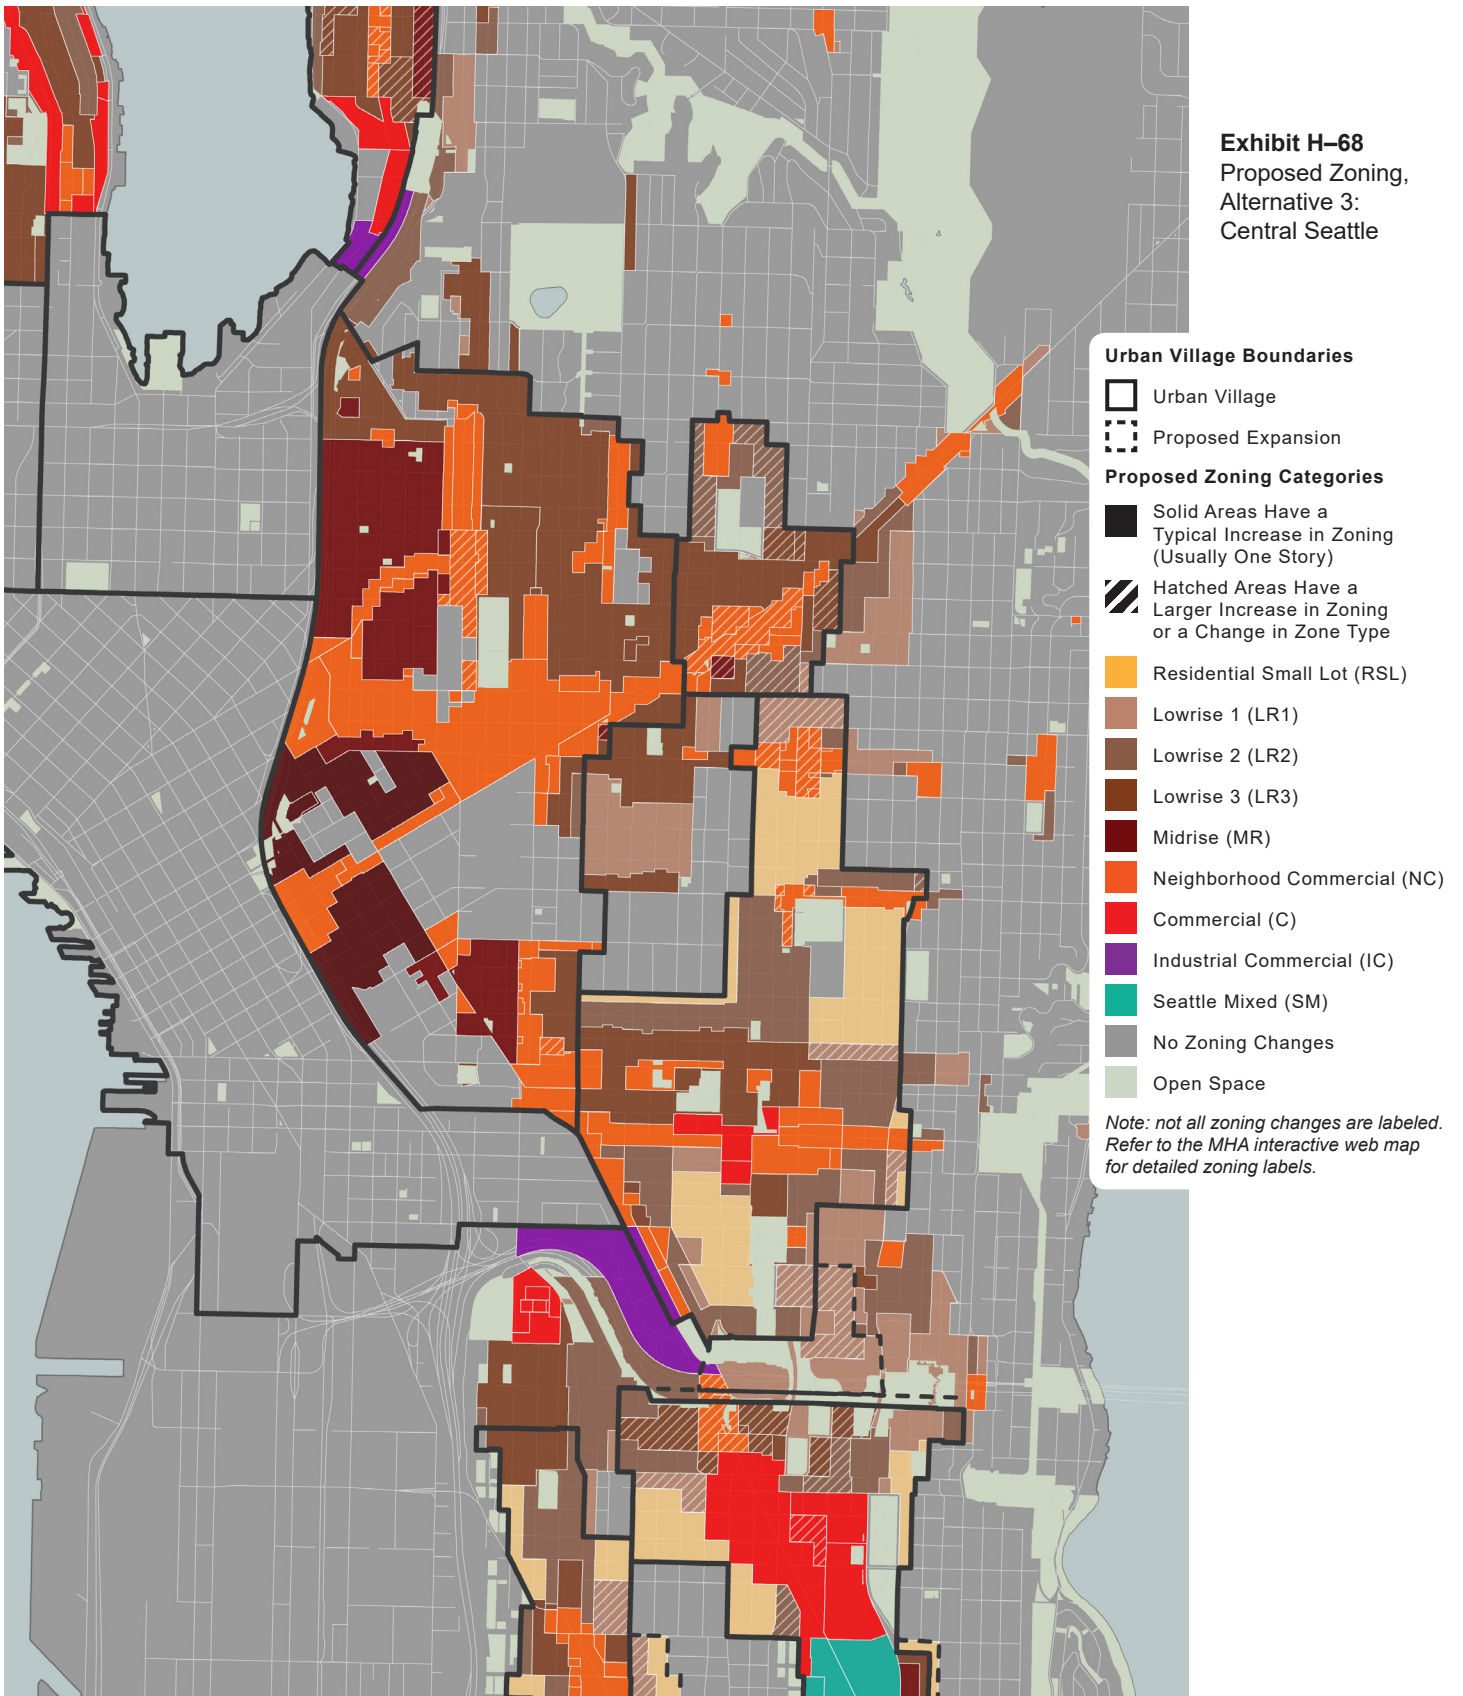 Exhibit H–68
Proposed Zoning,
Alternative 3:
Central Seattle
Urban Village Boundaries
Urban Village
Proposed Expansion
Proposed Zoning Categories
Solid Areas Have a
Typical Increase in Zoning
(Usually One Story)
Hatched Areas Have a
Larger Increase in Zoning
or a Change in Zone Type
Residential Small Lot (RSL)
Lowrise 1 (LR1)
Lowrise 2 (LR2)
Lowrise 3 (LR3)
Midrise (MR)
Neighborhood Commercial (NC)
Commercial (C)
Industrial Commercial (IC)
Seattle Mixed (SM)
No Zoning Changes
Open Space
Note: not all zoning changes are labeled.
Refer to the MHA interactive web map
for detailed zoning labels.